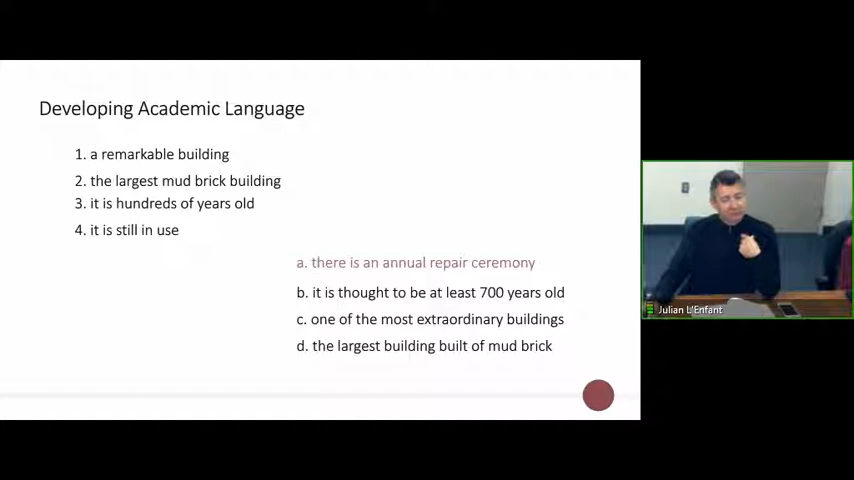 Developing Academic Language
1. a remarkable building
2. the largest mud brick building
3. it is hundreds of years old
4. it is still in use
a. there is an annual repair ceremony
b. it is thought to be at least 700 years old
c. one of the most extraordinary buildings
d. the largest building built of mud brick
Julian L'Enfant